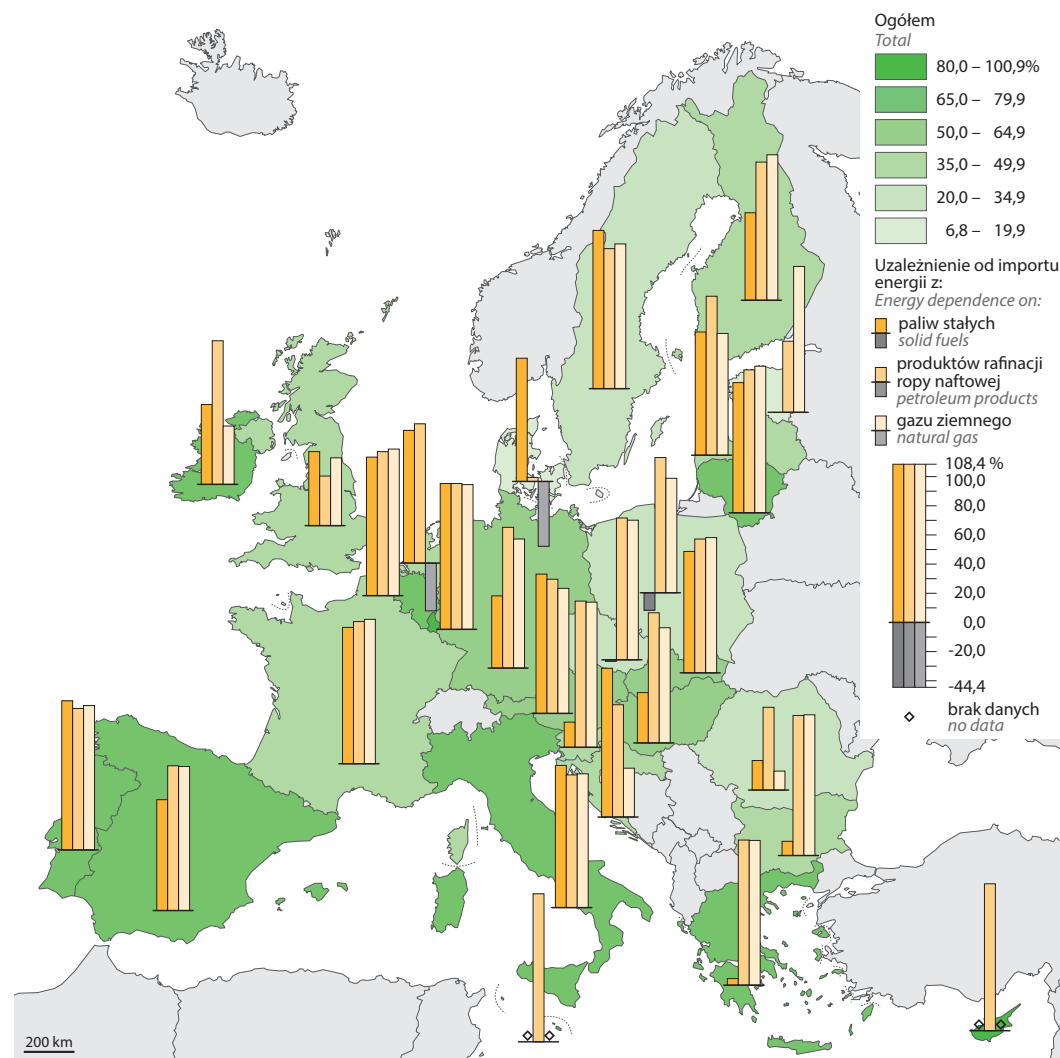 Ogółem
Total
80,0 – 100,9%
65,0 – 79,9
50,0 – 64,9
35,0 – 49,9
20,0 – 34,9
6,8 – 19,9
Uzależnienie od importu
energii z:
Energy dependence on:
paliw stałych
solid fuels
produktów rafinacji
ropy naftowej
petroleum products
gazu ziemnego
natural gas
108,4 %
100,0
80,0
60,0
40,0
20,0
0,0
-20,0
-44,4
brak danych
no data
200 km